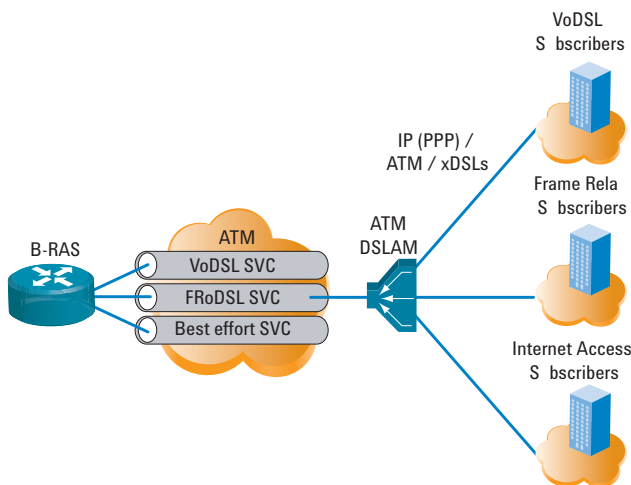 VoDSL
S bscribers
IP (PPP) /
ATM / xDSLs
Frame Rela
S bscribers
ATM
DSLAM
B-RAS
ATM
VoDSL SVC
FRoDSL SVC
Best effort SVC
Internet Access
S bscribers